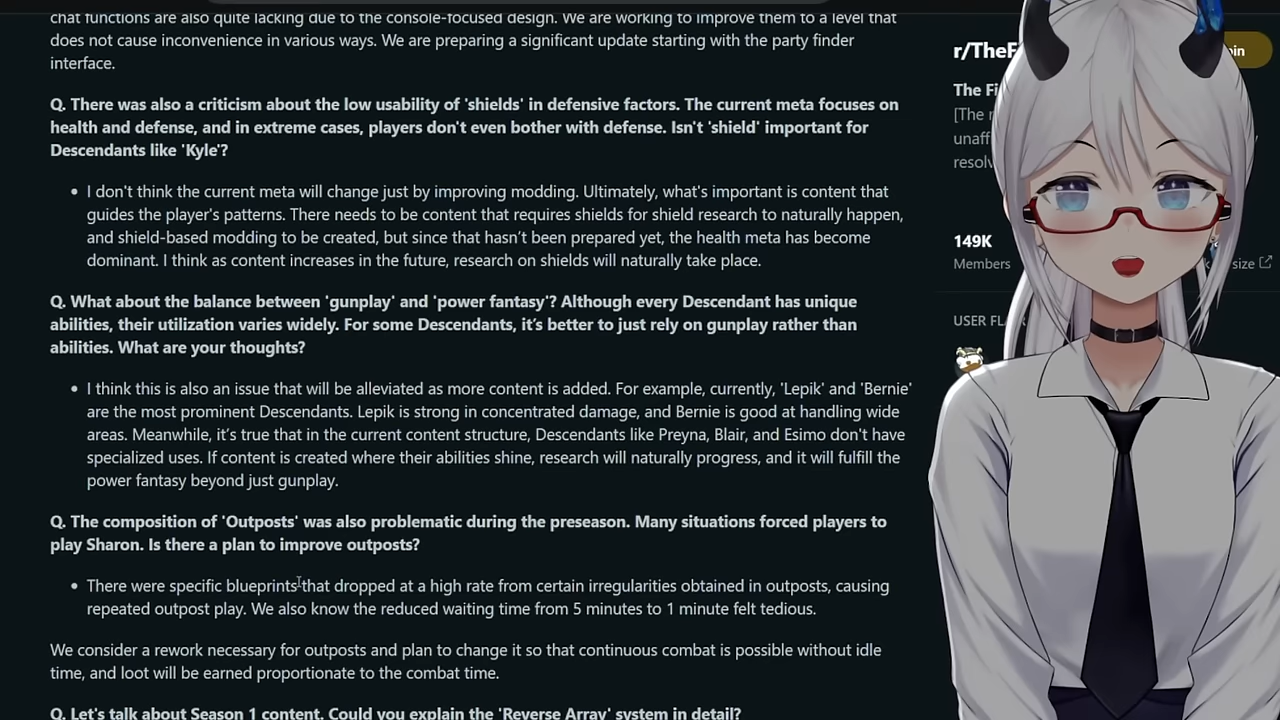 chat functions are also quite lacking due to the console-focused design. We are working to improve them to a level that
does not cause inconvenience in various ways. We are preparing a significant update starting with the party finder
interface.
Q. There was also a criticism about the low usability of 'shields' in defensive factors. The current meta focuses on
health and defense, and in extreme cases, players don't even bother with defense. Isn't 'shield' important for
Descendants like 'Kyle'?
• I don't think the current meta will change just by improving modding. Ultimately, what's important is content that
guides the player's patterns. There needs to be content that requires shields for shield research to naturally happen,
and shield-based modding to be created, but since that hasn't been prepared yet, the health meta has become
dominant. I think as content increases in the future, research on shields will naturally take place.
Q. What about the balance between 'gunplay' and 'power fantasy'? Although every Descendant has unique
abilities, their utilization varies widely. For some Descendants, it’s better to just rely on gunplay rather than
abilities. What are your thoughts?
• I think this is also an issue that will be alleviated as more content is added. For example, currently, 'Lepik' and 'Bernie'
are the most prominent Descendants. Lepik is strong in concentrated damage, and Bernie is good at handling wide
areas. Meanwhile, it’s true that in the current content structure, Descendants like Preyna, Blair, and Esimo don't have
specialized uses. If content is created where their abilities shine, research will naturally progress, and it will fulfill the
power fantasy beyond just gunplay.
Q. The composition of 'Outposts' was also problematic during the preseason. Many situations forced players to
play Sharon. Is there a plan to improve outposts?
• There were specific blueprints that dropped at a high rate from certain irregularities obtained in outposts, causing
repeated outpost play. We also know the reduced waiting time from 5 minutes to 1 minute felt tedious.
We consider a rework necessary for outposts and plan to change it so that continuous combat is possible without idle
time, and loot will be earned proportionate to the combat time.
Q. Let's talk about Season 1 content. Could you explain the 'Reverse Array' system in detail?
r/TheF
The Fi
[The
unaff
resolv
149K
Members
size
USER FLA